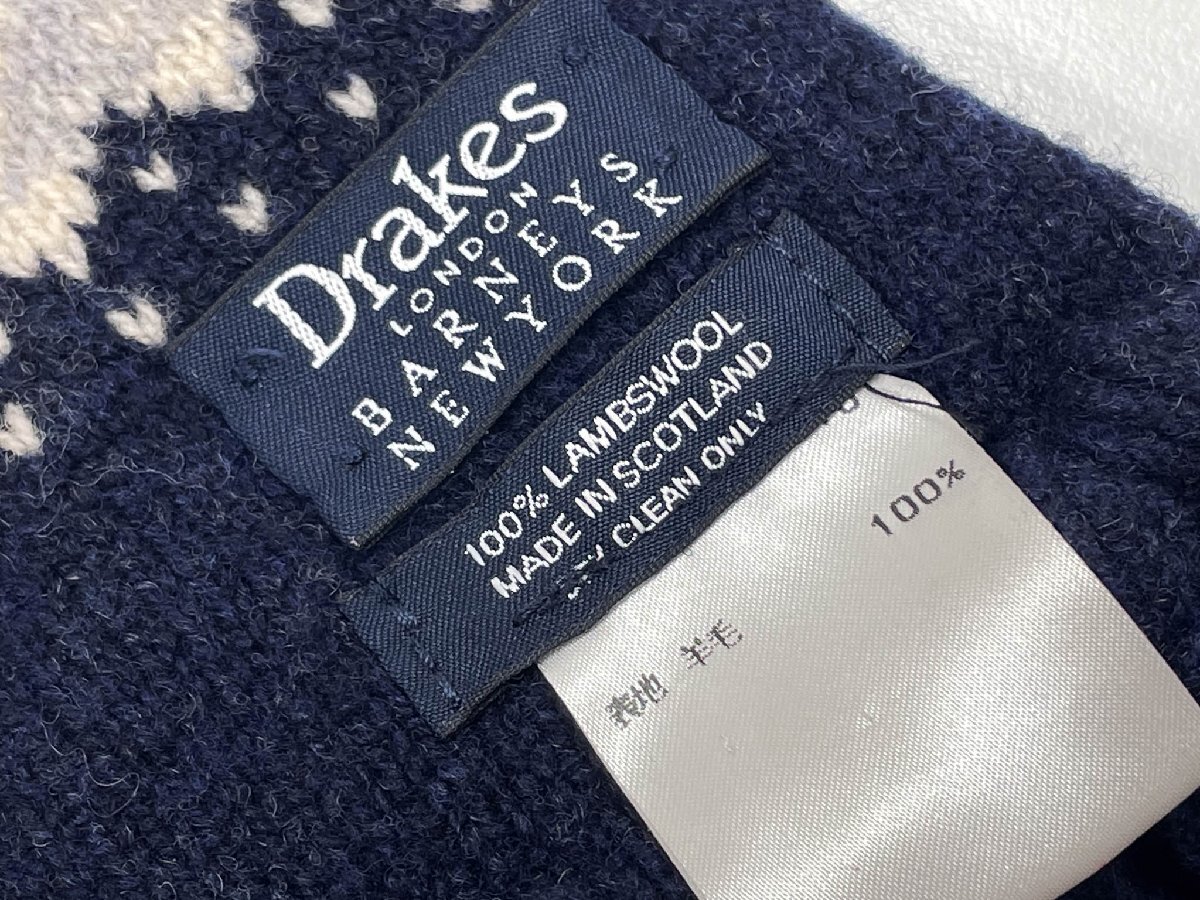 Drakes
LONDON
BARNEYS
NEW YORK
100% LAMBSWOOL
MADE IN SCOTLAND
CLEAN ONLY
表地 羊毛 100%